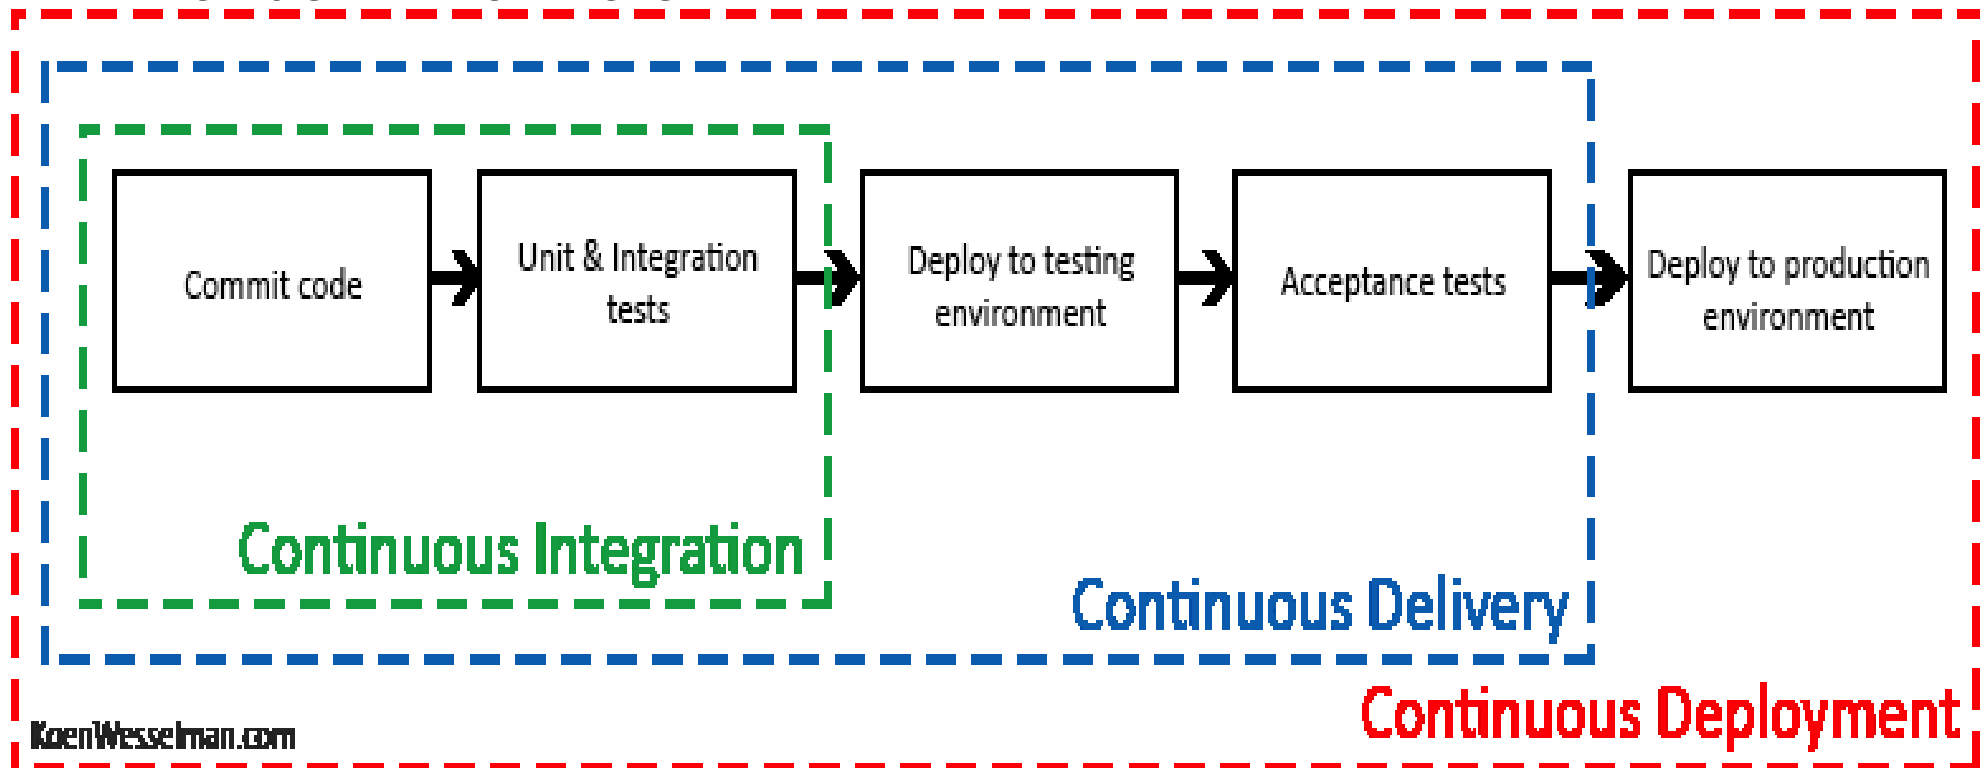 Commit code
Unit & Integration
tests
Deploy to testing
environment
Acceptance tests
Deploy to production
environment
Continuous Integration
Continuous Delivery
Continuous Deployment
KoenWesselman.com